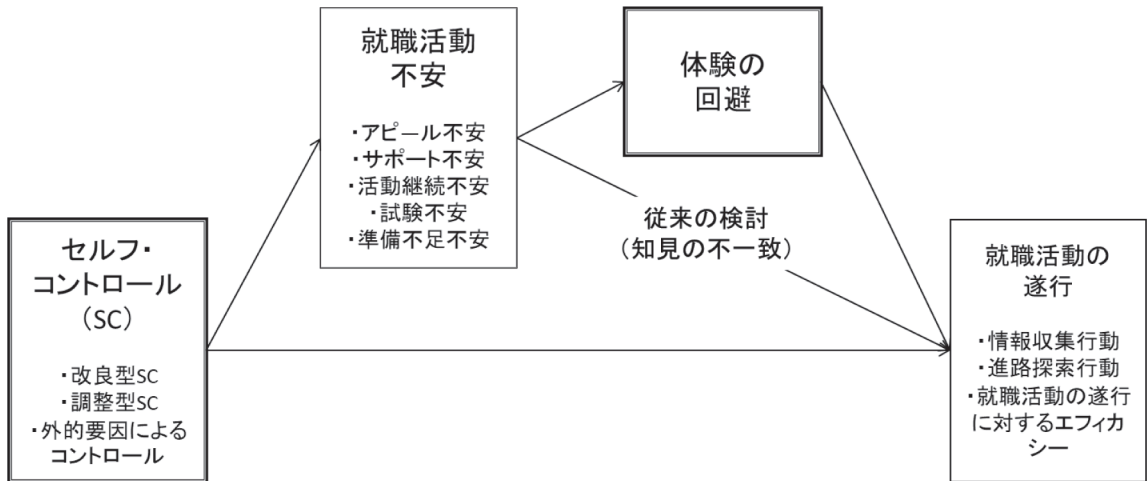 就職活動
不安
・アピール不安
・サポート不安
・活動継続不安
・試験不安
・準備不足不安
体験の
回避
従来の検討
(知見の不一致)
セルフ・
コントロール
(SC)
・改良型SC
・調整型SC
・外的要因による
コントロール
就職活動の
遂行
・情報収集行動
・進路探索行動
・就職活動の遂行
に対するエフィカ
シー